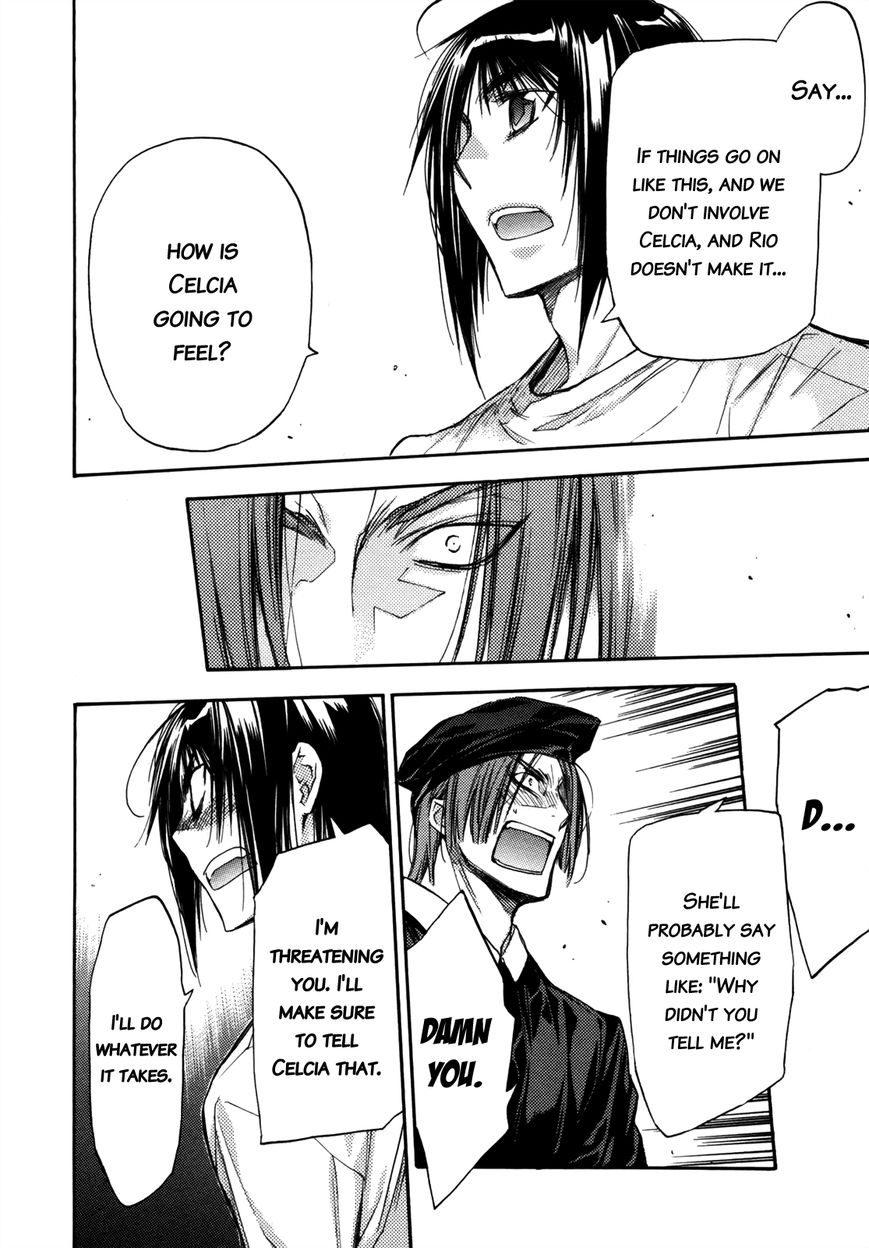 SAY...
IF THINGS GO ON
LIKE THIS, AND WE
DON'T INVOLVE
CELCIA, AND RIO
DOESN'T MAKE IT...
HOW IS
CELCIA
GOING TO
FEEL?
D...
SHE'LL
PROBABLY SAY
SOMETHING
LIKE: "WHY
DIDN'T YOU
TELL ME?"
DAMN
YOU.
I'M
THREATENING
YOU. I'LL
MAKE SURE
TO TELL
CELCIA THAT.
I'LL DO
WHATEVER
IT TAKES.